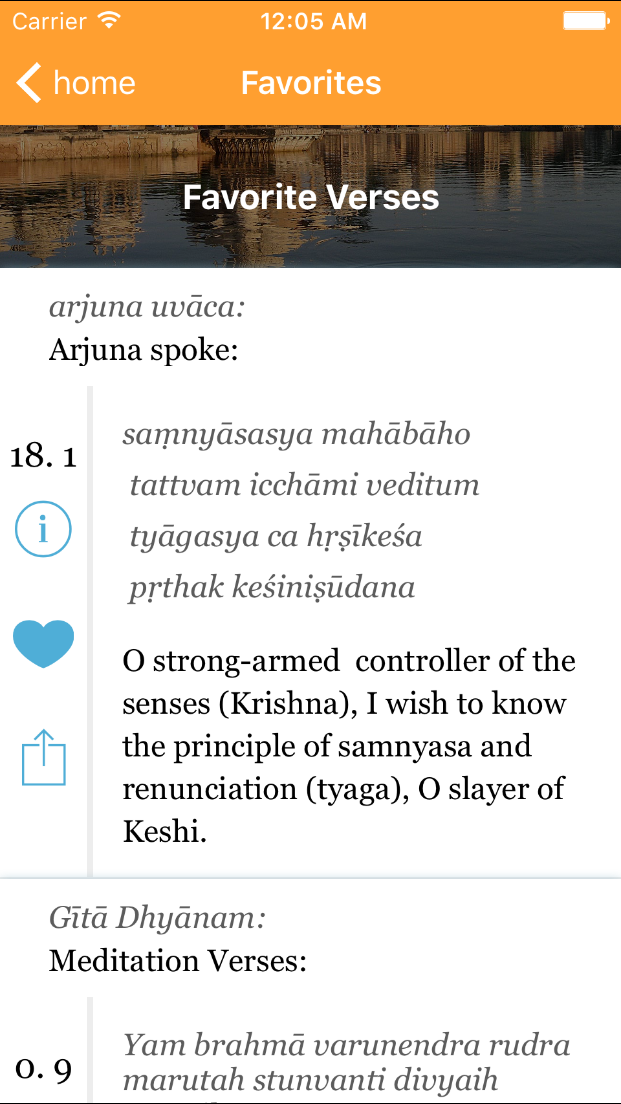 Carrier 12:05 AM
home Favorites
Favorite Verses
arjuna uvāca:
Arjuna spoke:
18. 1
saṃnyāsasya mahābāho
tattvam icchāmi veditum
tyāgasya ca hṛṣīkeśa
pṛthak keśiniṣūdana
O strong-armed  controller of the
senses (Krishna), I wish to know
the principle of samnyasa and
renunciation (tyaga), O slayer of
Keshi.
Gītā Dhyānam:
Meditation Verses:
0. 9
Yam brahmā varunendra rudra
marutah stunvanti divyaih